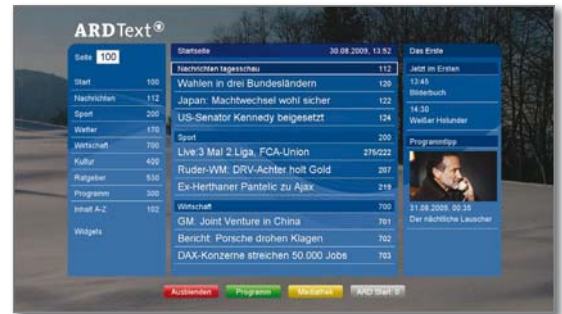 ARDText
Seite 100
Start 100
Nachrichten 112
Sport 200
Wetter 170
Wirtschaft 700
Kultur 400
Ratgeber 530
Programm 300
Inhalt A-Z 102
Widgets
Startseite 30.08.2009, 13:52
Nachrichten tagesschau 112
Wahlen in drei Bundesländern 120
Japan: Machtwechsel wohl sicher 122
US-Senator Kennedy beigesetzt 124
Sport 200
Live:3 Mal 2.Liga, FCA-Union 275/222
Ruder-WM: DRV-Achter holt Gold 207
Ex-Herthaner Pantelic zu Ajax 219
Wirtschaft 700
GM: Joint Venture in China 701
Bericht: Porsche drohen Klagen 702
DAX-Konzerne streichen 50.000 Jobs 703
Das Erste
Jetzt im Ersten
13:45
Bilderbuch
14:30
Weißer Holunder
Programmtipp
31.08.2009, 00:35
Der nächtliche Lauscher
Ausblenden Programm Mediathek ARD Start: 0